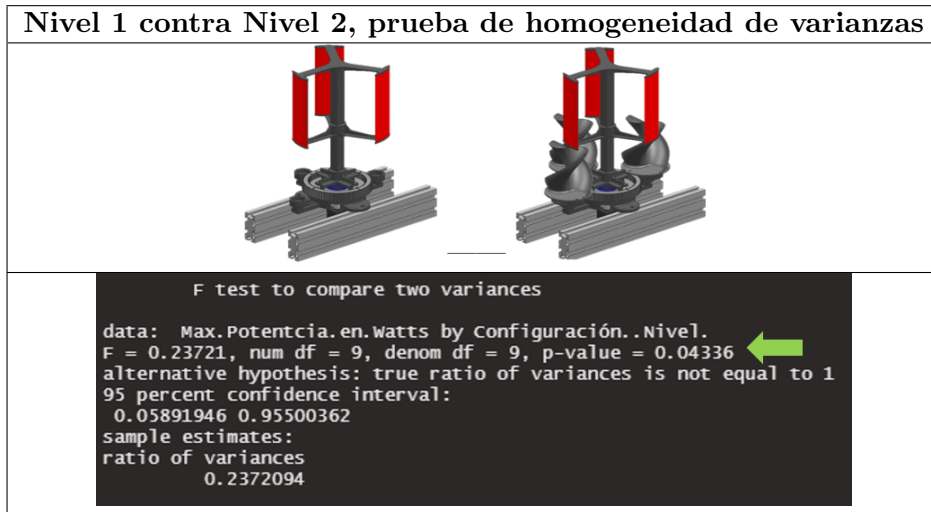 Nivel 1 contra Nivel 2, prueba de homogeneidad de varianzas
F test to compare two variances
data:  Max.Potentcia.en.Watts by Configuración..Nivel.
F = 0.23721, num df = 9, denom df = 9, p-value = 0.04336
alternative hypothesis: true ratio of variances is not equal to 1
95 percent confidence interval:
0.05891946 0.95500362
sample estimates:
ratio of variances
0.2372094